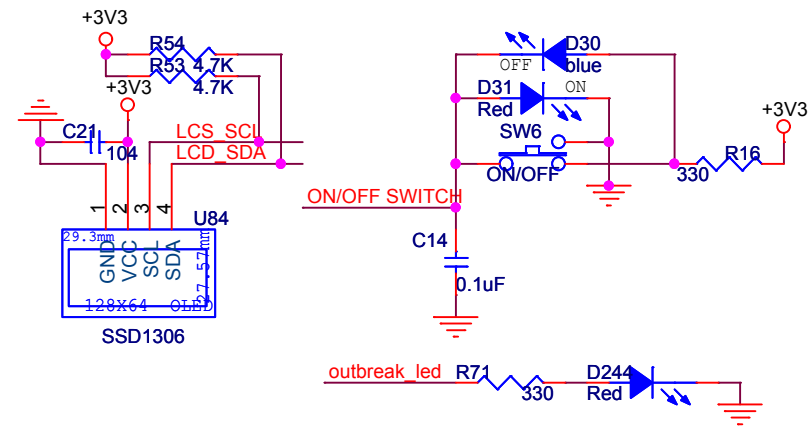 +3V3
R54
4.7K
R53
4.7K
+3V3
C21
104
LCS_SCL
LCD_SDA
1
2
3
4
U84
29.3mm
27.57mm
GND
VCC
SCL
SDA
128X64 OLED
SSD1306
D30
OFF
blue
D31
ON
Red
SW6
ON/OFF
+3V3
R16
330
ON/OFF SWITCH
C14
0.1uF
outbreak_led
R71
330
D244
Red